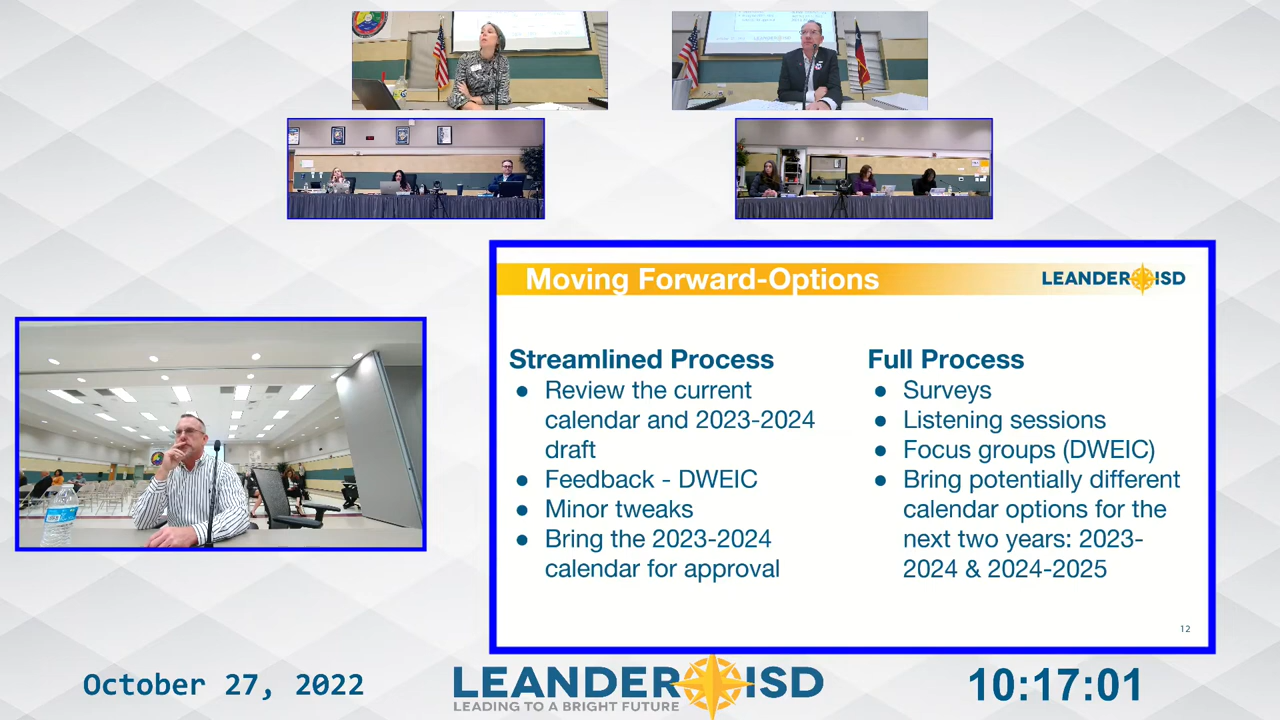 Moving Forward-Options
LEANDER ISD
Streamlined Process
● Review the current
calendar and 2023-2024
draft
● Feedback - DWEIC
● Minor tweaks
● Bring the 2023-2024
calendar for approval
Full Process
● Surveys
● Listening sessions
● Focus groups (DWEIC)
● Bring potentially different
calendar options for the
next two years: 2023-
2024 & 2024-2025
12
October 27, 2022
LEANDER ISD
LEADING TO A BRIGHT FUTURE
10:17:01